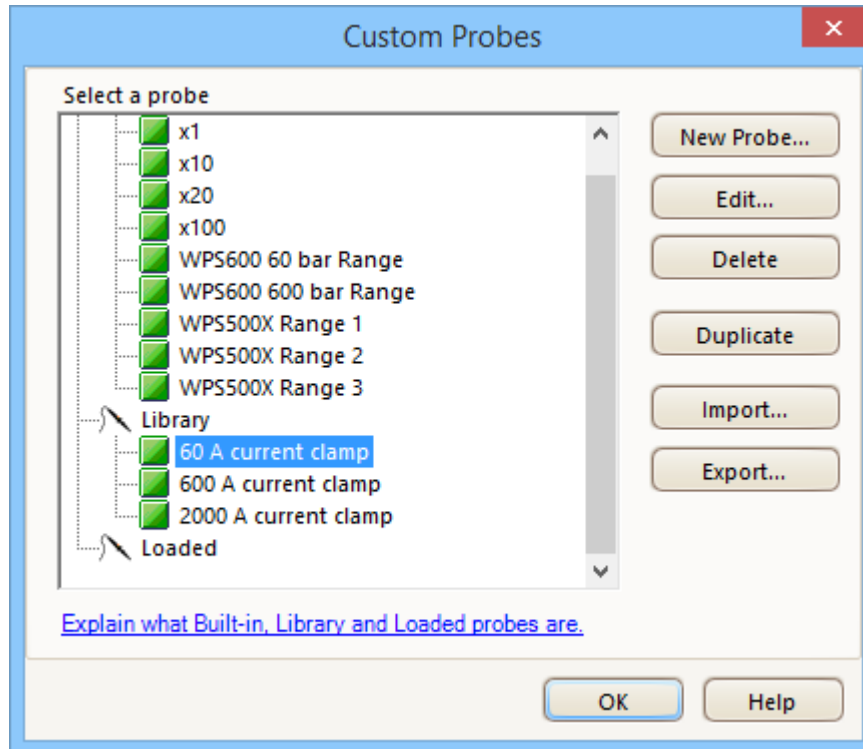 Custom Probes
Select a probe
x1
x10
x20
x100
WPS600 60 bar Range
WPS600 600 bar Range
WPS500X Range 1
WPS500X Range 2
WPS500X Range 3
Library
60 A current clamp
600 A current clamp
2000 A current clamp
Loaded
Explain what Built-in, Library and Loaded probes are.
New Probe...
Edit...
Delete
Duplicate
Import...
Export...
OK
Help